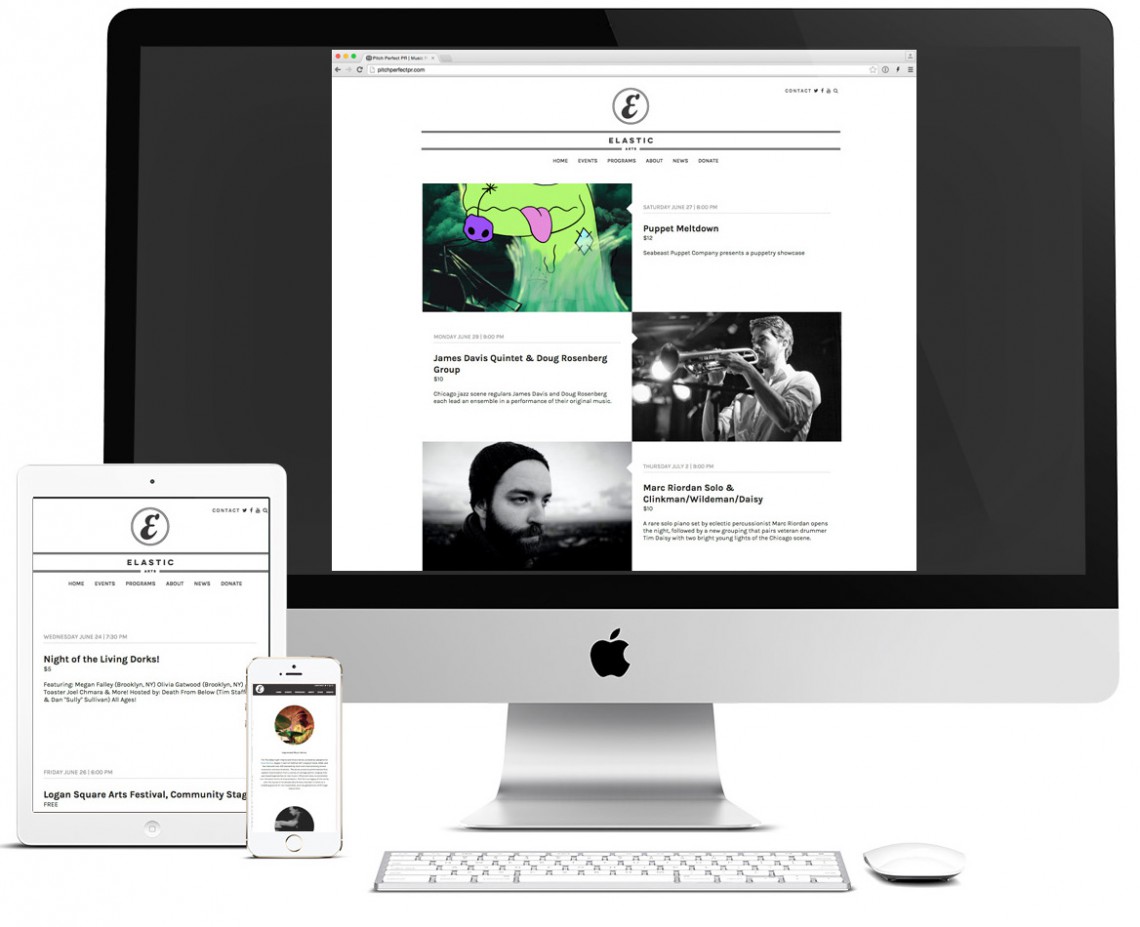 Pitch Perfect PR | Music
pitchperfectpr.com
CONTACT
E
ELASTIC
ARTS
HOME EVENTS PROGRAMS ABOUT NEWS DONATE
SATURDAY JUNE 27 | 8:00 PM
Puppet Meltdown
$12
Seabeast Puppet Company presents a puppetry showcase
MONDAY JUNE 29 | 8:00 PM
James Davis Quintet & Doug Rosenberg
Group
$10
Chicago jazz scene regulars James Davis and Doug Rosenberg
each lead an ensemble in a performance of their original music.
THURSDAY JULY 2 | 8:00 PM
Marc Riordan Solo &
Clinkman/Wildeman/Daisy
$10
A rare solo piano set by eclectic percussionist Marc Riordan opens
the night, followed by a new grouping that pairs veteran drummer
Tim Daisy with two bright young lights of the Chicago scene.
CONTACT
E
ELASTIC
ARTS
HOME EVENTS PROGRAMS ABOUT NEWS DONATE
WEDNESDAY JUNE 24 | 7:30 PM
Night of the Living Dorks!
$5
Featuring: Megan Falley (Brooklyn, NY) Olivia Gatwood (Brooklyn, NY)
Toaster Joel Chmara & More! Hosted by: Death From Below (Tim Staff
& Dan "Sully" Sullivan) All Ages!
FRIDAY JUNE 26 | 6:00 PM
Logan Square Arts Festival, Community Stag
FREE
E